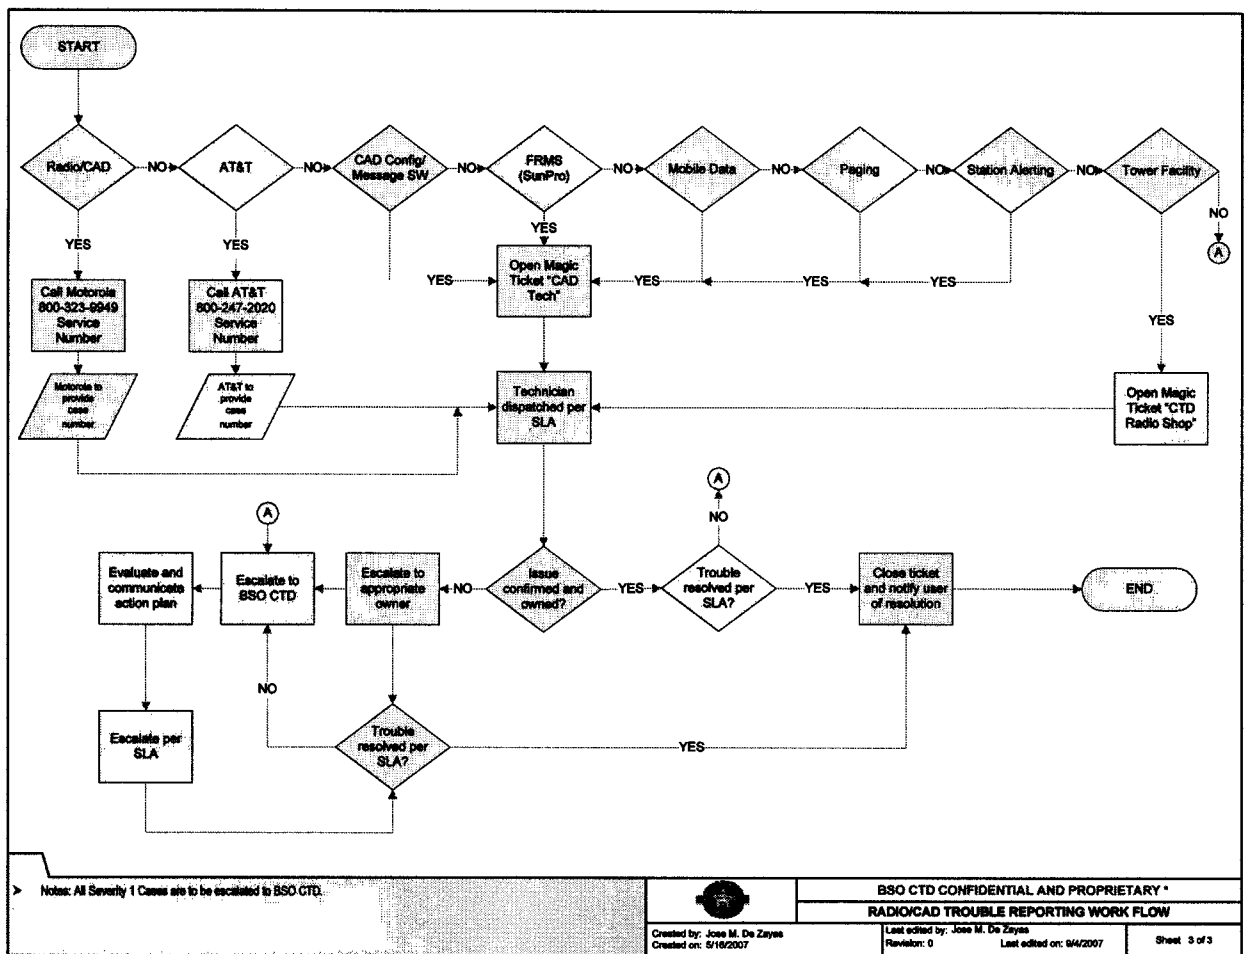 START
Radio/CAD
NO
AT&T
NO
CAD Config/
Message SW
NO
FRMS
(SunPro)
NO
Mobile Data
NO
Paging
NO
Station Alerting
NO
Tower Facility
NO
A
YES
YES
YES
Call Motorola
800-323-9949
Service
Number
Call AT&T
800-247-2020
Service
Number
YES
Open Magic
Ticket "CAD
Tech"
YES
YES
YES
YES
Motorola to
provide
case
number
AT&T to
provide
case
number
Technician
dispatched per
SLA
Open Magic
Ticket "CTD
Radio Shop"
A
NO
A
Evaluate and
communicate
action plan
Escalate to
BSO CTD
Escalate to
appropriate
owner
NO
Issue
confirmed and
owned?
YES
Trouble
resolved per
SLA?
YES
Close ticket
and notify user
of resolution
END
NO
Escalate per
SLA
Trouble
resolved per
SLA?
YES
Notes: All Severity 1 Cases are to be escalated to BSO CTD.
BSO CTD CONFIDENTIAL AND PROPRIETARY *
RADIO/CAD TROUBLE REPORTING WORK FLOW
Created by: Jose M. De Zayas
Created on: 5/16/2007
Last edited by: Jose M. De Zayas
Revision: 0
Last edited on: 9/4/2007
Sheet 3 of 3